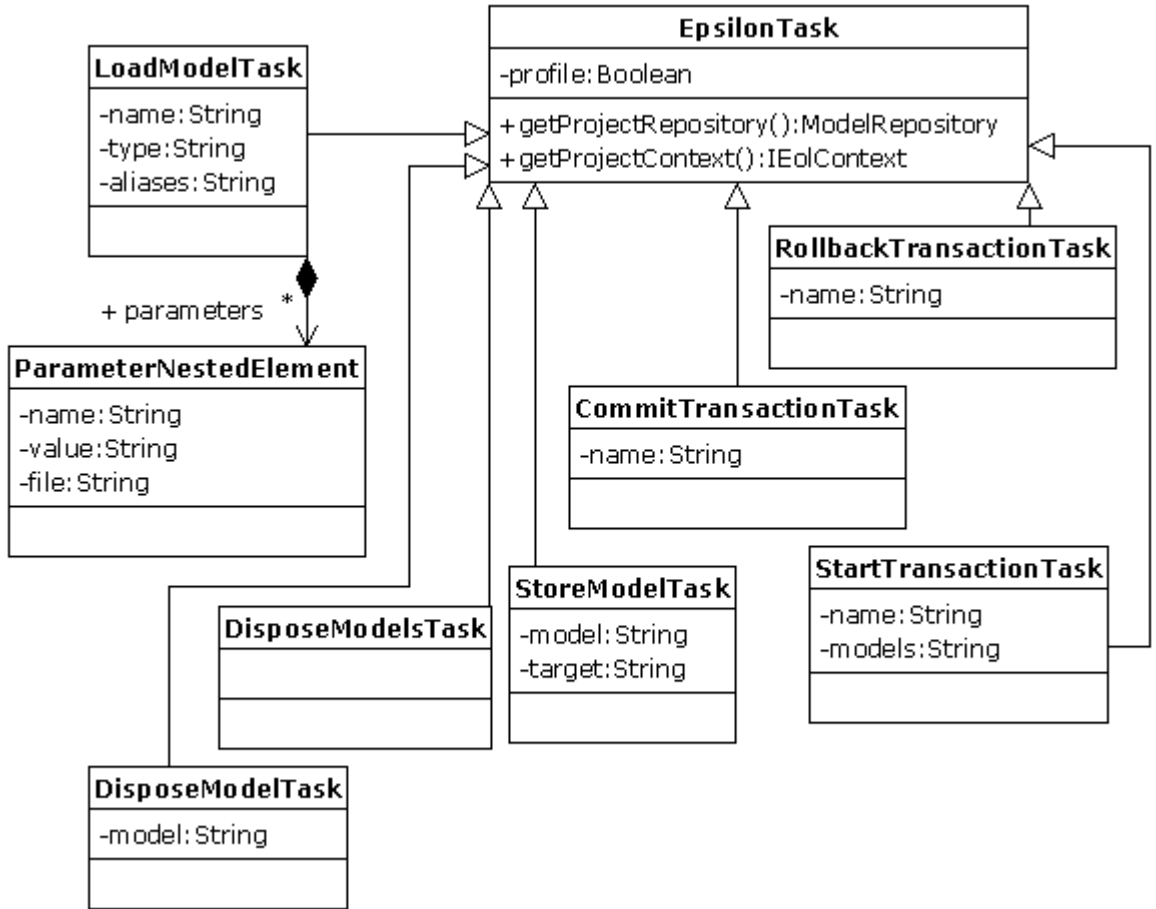 EpsilonTask
-profile:Boolean
+getProjectRepository():ModelRepository
+getProjectContext():IEolContext
LoadModelTask
-name:String
-type:String
-aliases:String
+ parameters
*
ParameterNestedElement
-name:String
-value:String
-file:String
RollbackTransactionTask
-name:String
CommitTransactionTask
-name:String
StartTransactionTask
-name:String
-models:String
StoreModelTask
-model:String
-target:String
DisposeModelsTask
DisposeModelTask
-model:String